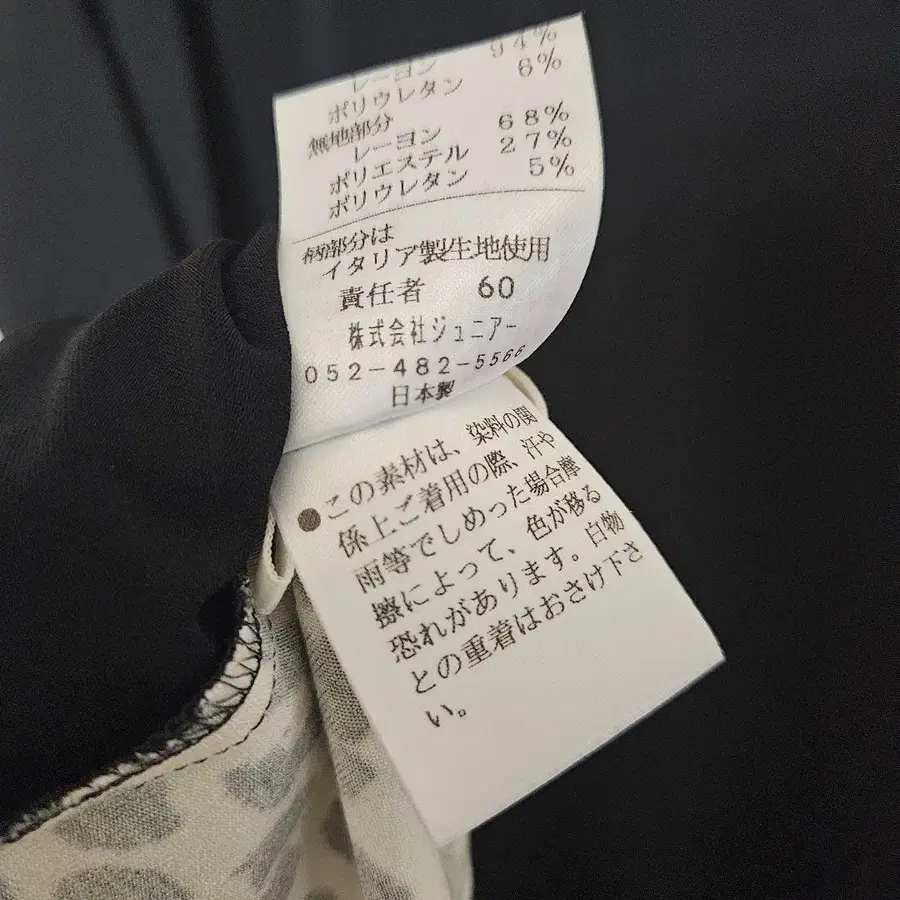 レーヨン 94%
ポリウレタン 6%
無地部分
レーヨン 68%
ポリエステル 27%
ポリウレタン 5%
柄部分は
イタリア製生地使用
責任者 60
株式会社ジュニアー
052-482-5566
日本製
●この素材は、染料の関
係上ご着用の際、汗や
雨等でしめった場合摩
擦によって、色が移る
恐れがあります。白物
との重着はおさけ下さ
い。